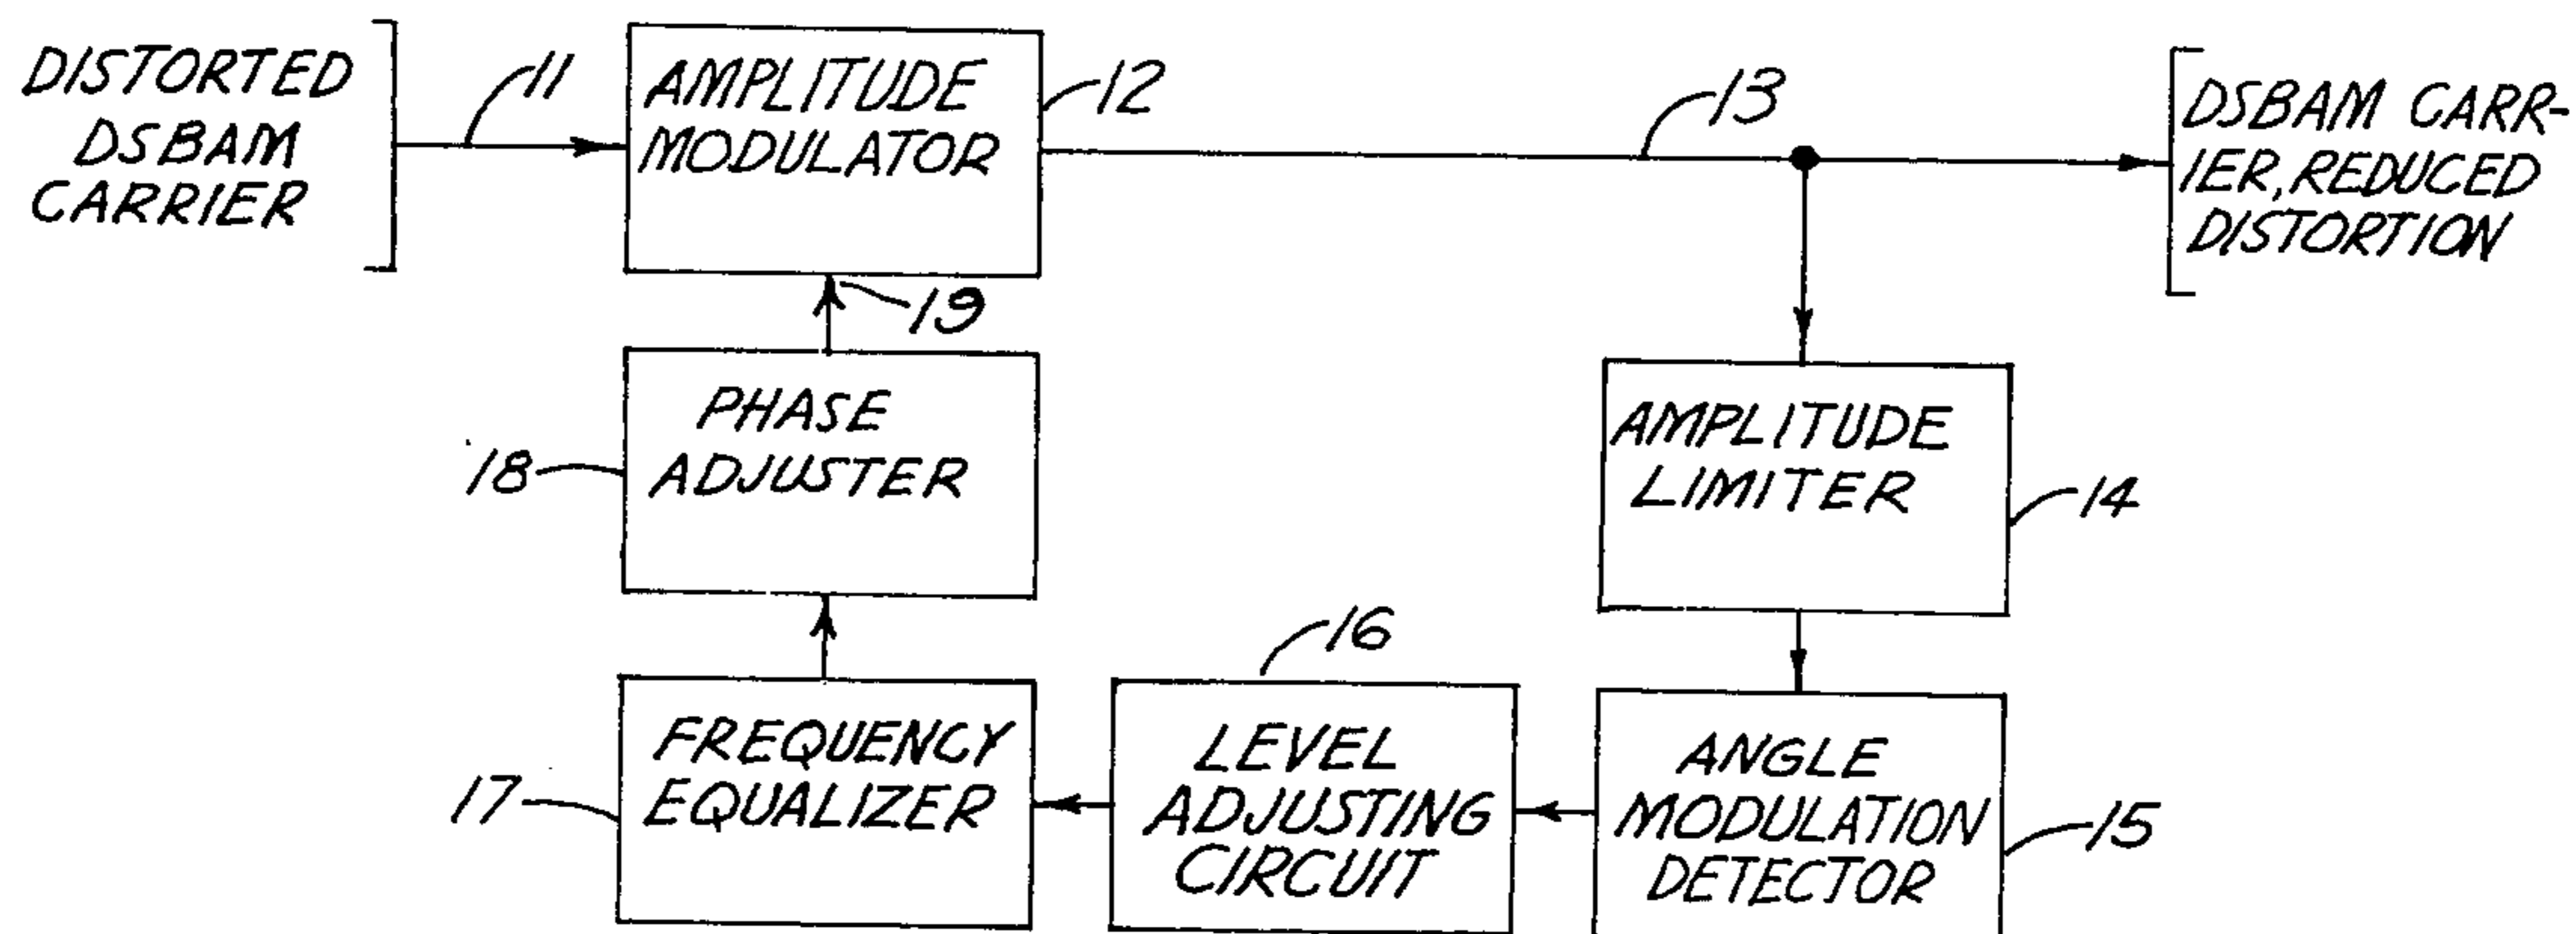 DISTORTED
DSBAM
CARRIER
11
AMPLITUDE
MODULATOR
12
13
DSBAM CARR-
IER, REDUCED
DISTORTION
19
PHASE
ADJUSTER
18
AMPLITUDE
LIMITER
14
16
FREQUENCY
EQUALIZER
17
LEVEL
ADJUSTING
CIRCUIT
ANGLE
MODULATION
DETECTOR
15